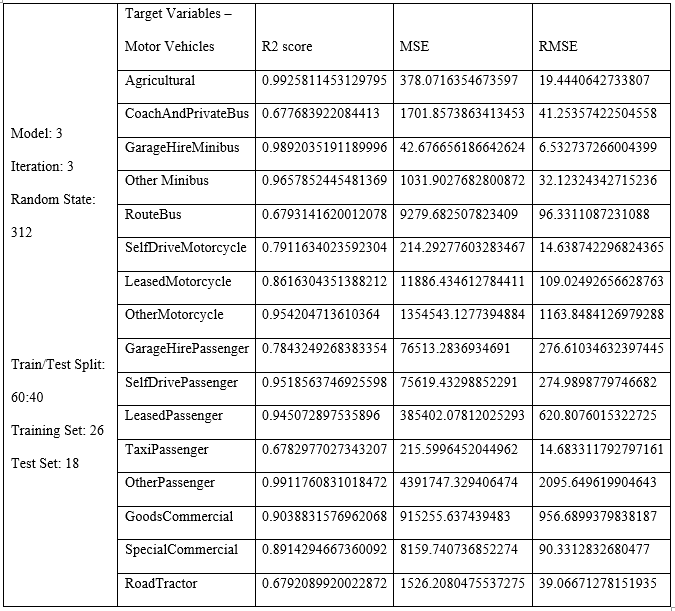 Model: 3
Iteration: 3
Random State:
312
Train/Test Split:
60:40
Training Set: 26
Test Set: 18
Target Variables –
Motor Vehicles R2 score MSE RMSE
Agricultural 0.9925811453129795 378.0716354673597 19.4440642733807
CoachAndPrivateBus 0.677683922084413 1701.8573863413453 41.25357422504558
GarageHireMinibus 0.9892035191189996 42.676656186642624 6.532737266004399
Other Minibus 0.9657852445481369 1031.9027682800872 32.12324342715236
RouteBus 0.6793141620012078 9279.682507823409 96.3311087231088
SelfDriveMotorcycle 0.7911634023592304 214.29277603283467 14.638742296824365
LeasedMotorcycle 0.8616304351388212 11886.434612784411 109.02492656628763
OtherMotorcycle 0.954204713610364 1354543.1277394884 1163.8484126979288
GarageHirePassenger 0.7843249268383354 76513.2836934691 276.61034632397445
SelfDrivePassenger 0.9518563746925598 75619.43298852291 274.9898779746682
LeasedPassenger 0.945072897535896 385402.07812025293 620.8076015322725
TaxiPassenger 0.6782977027343207 215.5996452044962 14.683311792797161
OtherPassenger 0.9911760831018472 4391747.329406474 2095.649619904643
GoodsCommercial 0.9038831576962068 915255.637439483 956.6899379838187
SpecialCommercial 0.8914294667360092 8159.740736852274 90.3312832680477
RoadTractor 0.6792089920022872 1526.2080475537275 39.06671278151935